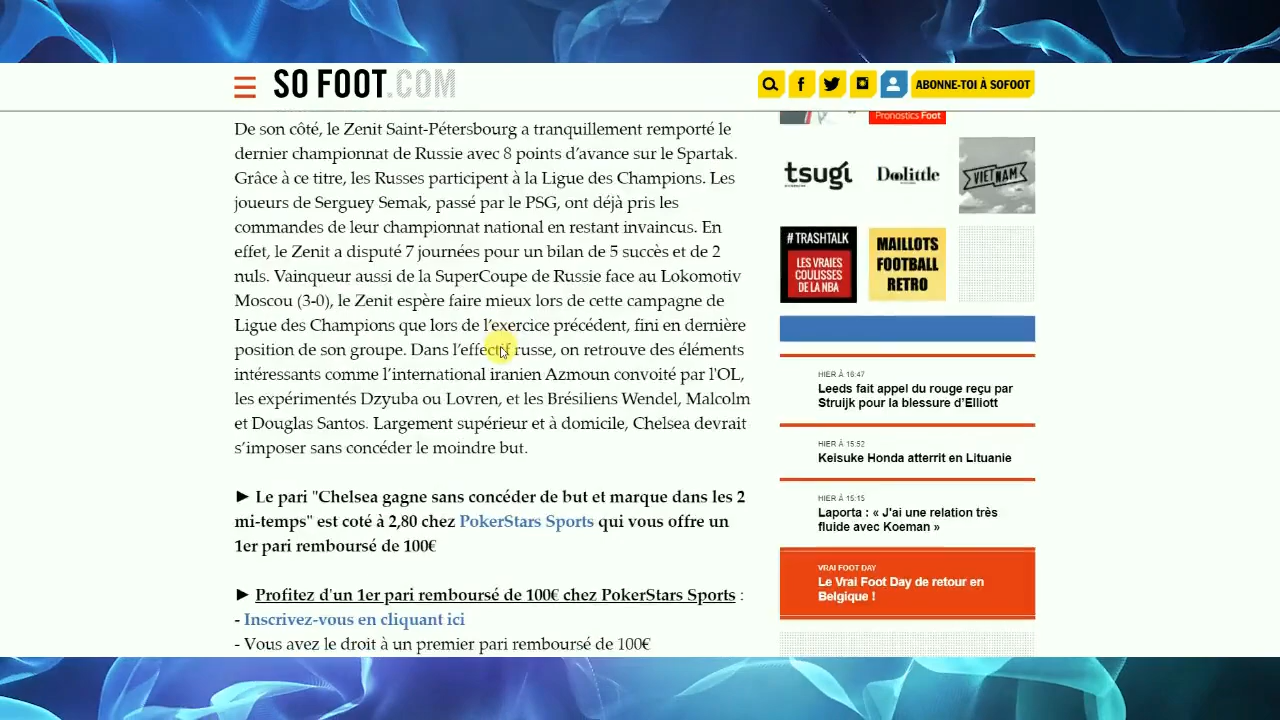 SO FOOT.COM
ABONNE-TOI À SOFOOT
De son côté, le Zenit Saint-Pétersbourg a tranquillement remporté le
dernier championnat de Russie avec 8 points d’avance sur le Spartak.
Grâce à ce titre, les Russes participent à la Ligue des Champions. Les
joueurs de Serguey Semak, passé par le PSG, ont déjà pris les
commandes de leur championnat national en restant invaincus. En
effet, le Zenit a disputé 7 journées pour un bilan de 5 succès et de 2
nuls. Vainqueur aussi de la SuperCoupe de Russie face au Lokomotiv
Moscou (3-0), le Zenit espère faire mieux lors de cette campagne de
Ligue des Champions que lors de l’exercice précédent, fini en dernière
position de son groupe. Dans l’effectif russe, on retrouve des éléments
intéressants comme l’international iranien Azmoun convoité par l'OL,
les expérimentés Dzyuba ou Lovren, et les Brésiliens Wendel, Malcolm
et Douglas Santos. Largement supérieur et à domicile, Chelsea devrait
s’imposer sans concéder le moindre but.
► Le pari "Chelsea gagne sans concéder de but et marque dans les 2
mi-temps" est coté à 2,80 chez PokerStars Sports qui vous offre un
1er pari remboursé de 100€
► Profitez d'un 1er pari remboursé de 100€ chez PokerStars Sports :
- Inscrivez-vous en cliquant ici
- Vous avez le droit à un premier pari remboursé de 100€
Pronostics Foot
tsugi
Doolittle
VIETNAM
#TRASHTALK
LES VRAIES
COULISSES
DE LA NBA
MAILLOTS
FOOTBALL
RETRO
HIER À 16:47
Leeds fait appel du rouge reçu par
Struijk pour la blessure d’Elliott
HIER À 15:52
Keisuke Honda atterrit en Lituanie
HIER À 15:15
Laporta : « J'ai une relation très
fluide avec Koeman »
VRAI FOOT DAY
Le Vrai Foot Day de retour en
Belgique !